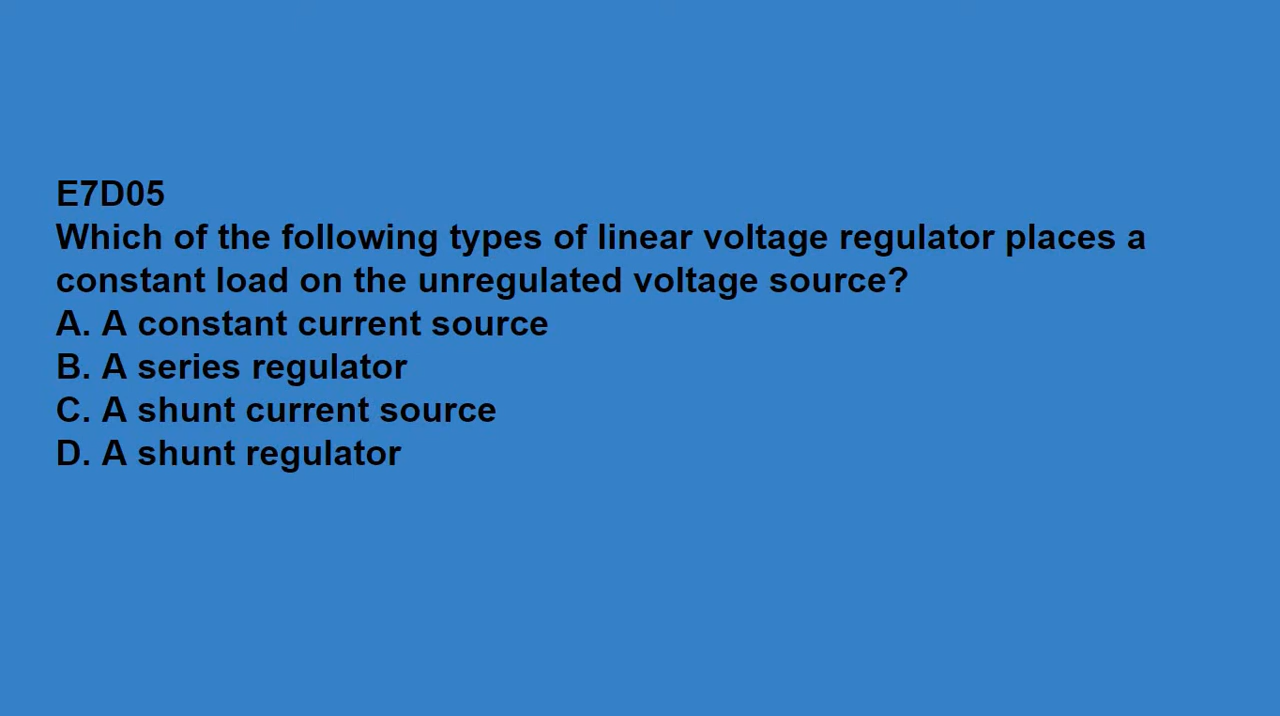 E7D05
Which of the following types of linear voltage regulator places a
constant load on the unregulated voltage source?
A. A constant current source
B. A series regulator
C. A shunt current source
D. A shunt regulator